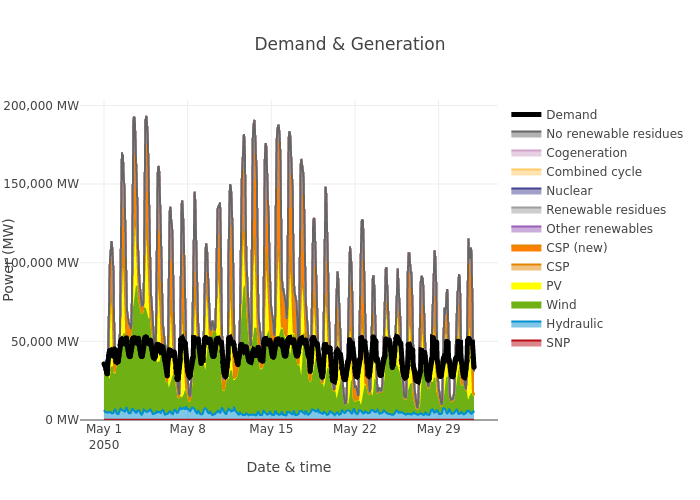 Demand & Generation
200,000 MW
150,000 MW
100,000 MW
50,000 MW
0 MW
Power (MW)
May 1
2050
May 8
May 15
May 22
May 29
Date & time
Demand
No renewable residues
Cogeneration
Combined cycle
Nuclear
Renewable residues
Other renewables
CSP (new)
CSP
PV
Wind
Hydraulic
SNP